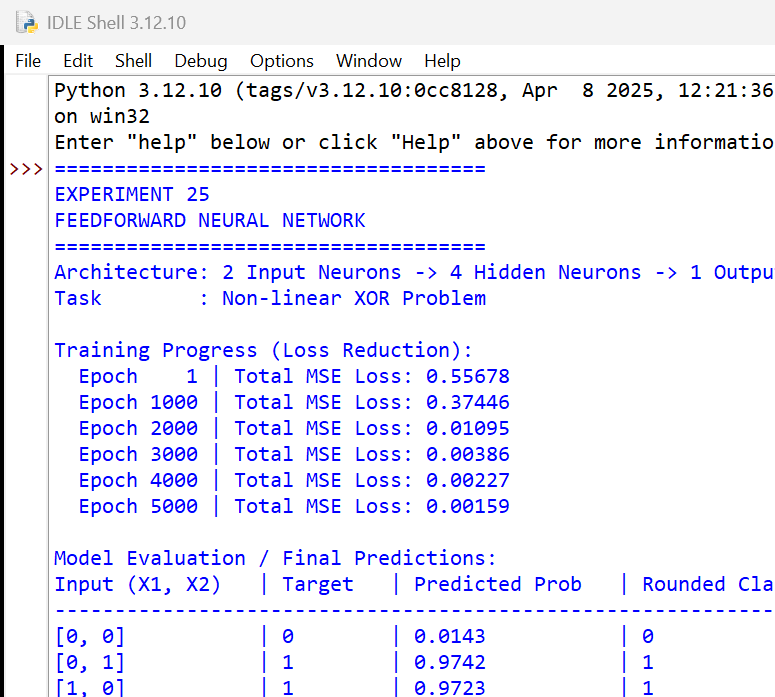 IDLE Shell 3.12.10
File Edit Shell Debug Options Window Help
Python 3.12.10 (tags/v3.12.10:0cc8128, Apr  8 2025, 12:21:36
on win32
Enter "help" below or click "Help" above for more informatio
>>> ====================================
EXPERIMENT 25
FEEDFORWARD NEURAL NETWORK
====================================
Architecture: 2 Input Neurons -> 4 Hidden Neurons -> 1 Outpu
Task        : Non-linear XOR Problem
Training Progress (Loss Reduction):
  Epoch    1 | Total MSE Loss: 0.55678
  Epoch 1000 | Total MSE Loss: 0.37446
  Epoch 2000 | Total MSE Loss: 0.01095
  Epoch 3000 | Total MSE Loss: 0.00386
  Epoch 4000 | Total MSE Loss: 0.00227
  Epoch 5000 | Total MSE Loss: 0.00159
Model Evaluation / Final Predictions:
Input (X1, X2)   | Target   | Predicted Prob   | Rounded Cla
------------------------------------------------------------
[0, 0]           | 0        | 0.0143           | 0
[0, 1]           | 1        | 0.9742           | 1
[1, 0]           | 1        | 0.9723           | 1